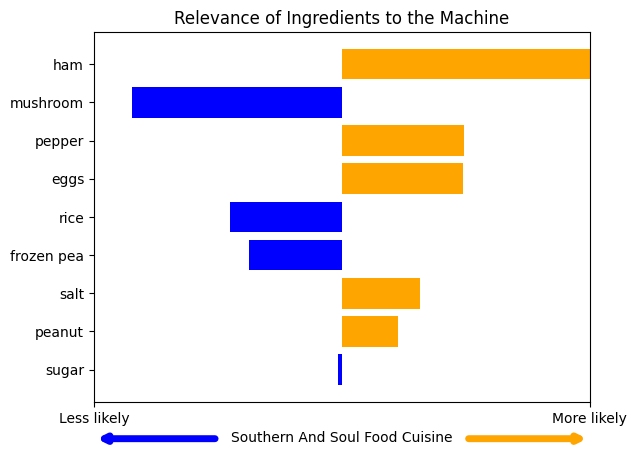 Relevance of Ingredients to the Machine
ham
mushroom
pepper
eggs
rice
frozen pea
salt
peanut
sugar
Less likely More likely
Southern And Soul Food Cuisine